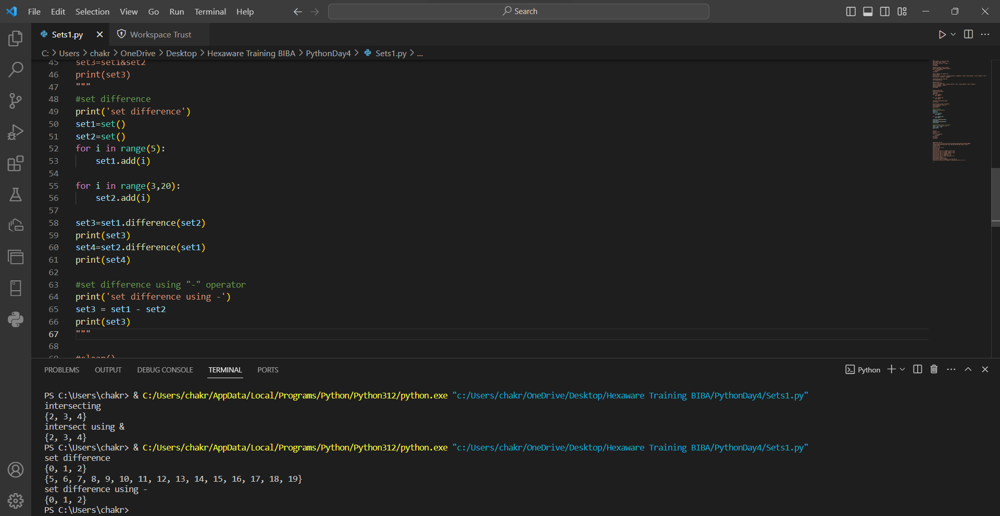 File Edit Selection View Go Run Terminal Help Search
Sets1.py Workspace Trust
C: > Users > chakr > OneDrive > Desktop > Hexaware Training BIBA > PythonDay4 > Sets1.py > ...
45 set3=set1&set2
46 print(set3)
47 """
48 #set difference
49 print('set difference')
50 set1=set()
51 set2=set()
52 for i in range(5):
53 set1.add(i)
54
55 for i in range(3,20):
56 set2.add(i)
57
58 set3=set1.difference(set2)
59 print(set3)
60 set4=set2.difference(set1)
61 print(set4)
62
63 #set difference using "-" operator
64 print('set difference using -')
65 set3 = set1 - set2
66 print(set3)
67 """
68
69 #clear()
PROBLEMS OUTPUT DEBUG CONSOLE TERMINAL PORTS Python
PS C:\Users\chakr> & C:/Users/chakr/AppData/Local/Programs/Python/Python312/python.exe "c:/Users/chakr/OneDrive/Desktop/Hexaware Training BIBA/PythonDay4/Sets1.py"
intersecting
{2, 3, 4}
intersect using &
{2, 3, 4}
PS C:\Users\chakr> & C:/Users/chakr/AppData/Local/Programs/Python/Python312/python.exe "c:/Users/chakr/OneDrive/Desktop/Hexaware Training BIBA/PythonDay4/Sets1.py"
set difference
{0, 1, 2}
{5, 6, 7, 8, 9, 10, 11, 12, 13, 14, 15, 16, 17, 18, 19}
set difference using -
{0, 1, 2}
PS C:\Users\chakr>